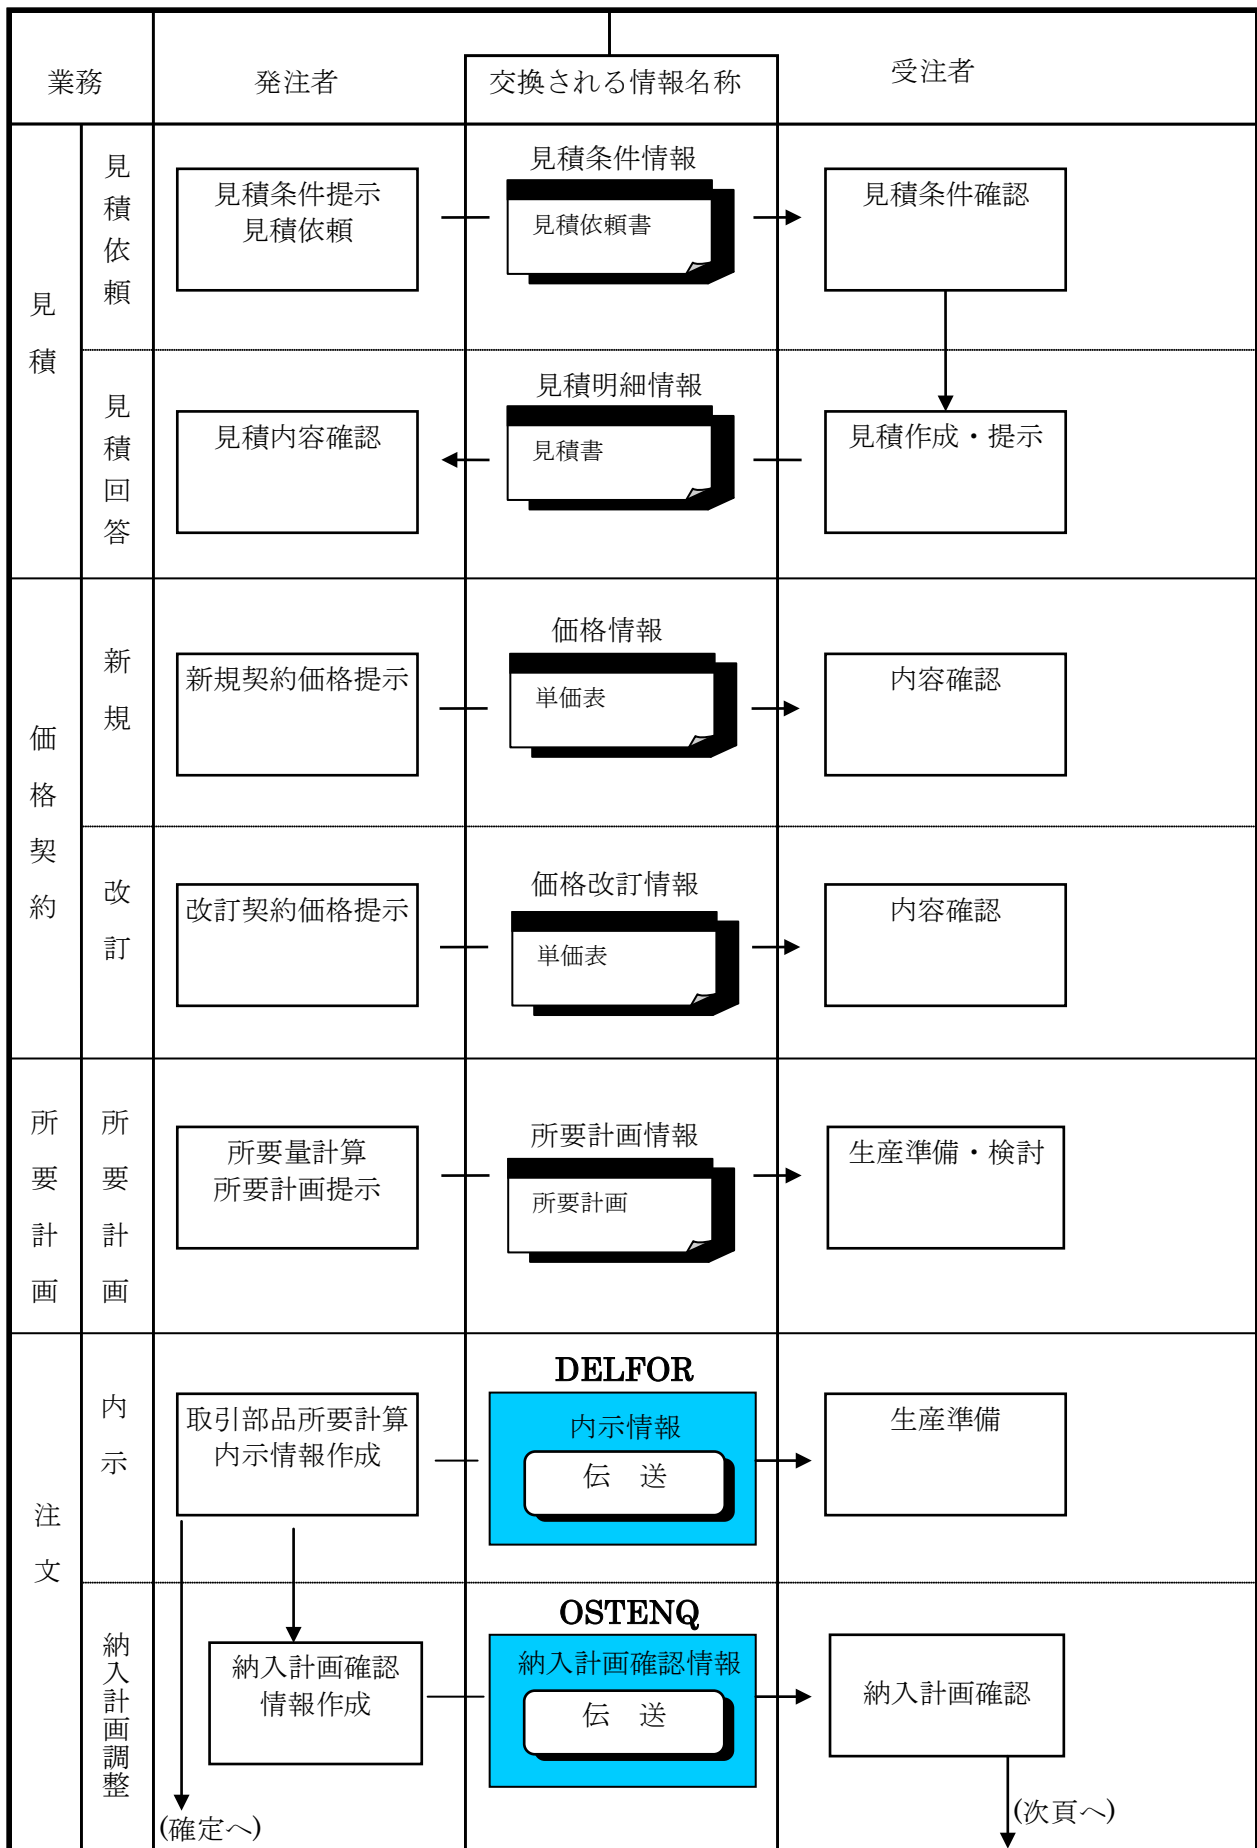 業務
発注者
交換される情報名称
受注者
見積
見積依頼
見積条件提示
見積依頼
見積条件情報
見積依頼書
見積条件確認
見積回答
見積内容確認
見積明細情報
見積書
見積作成・提示
価格契約
新規
新規契約価格提示
価格情報
単価表
内容確認
改訂
改訂契約価格提示
価格改訂情報
単価表
内容確認
所要計画
所要計画
所要量計算
所要計画提示
所要計画情報
所要計画
生産準備・検討
注文
内示
取引部品所要計算
内示情報作成
DELFOR
内示情報
伝　送
生産準備
納入計画調整
納入計画確認
情報作成
OSTENQ
納入計画確認情報
伝　送
納入計画確認
(確定へ)
(次頁へ)